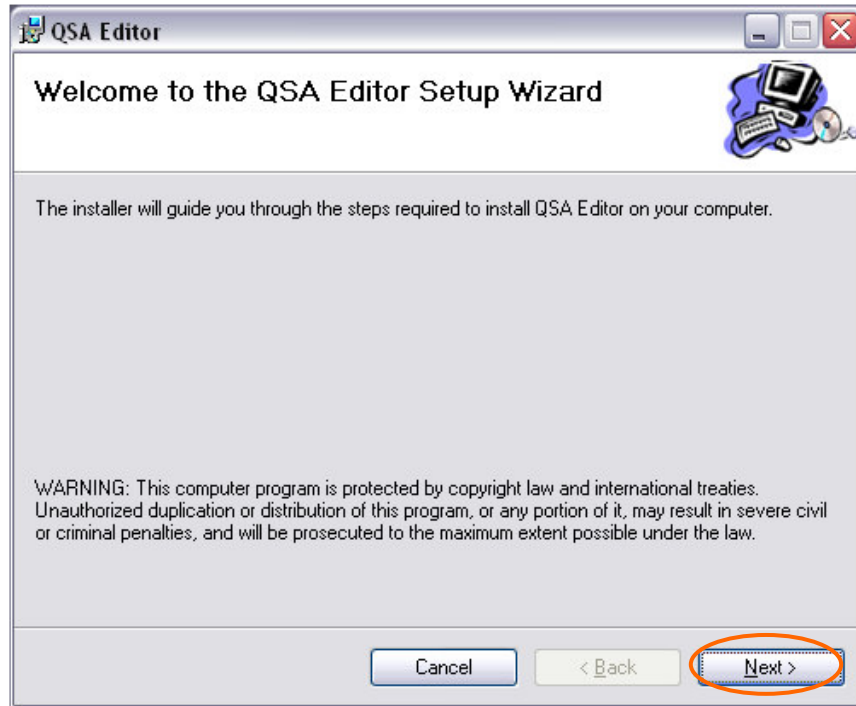 QSA Editor
Welcome to the QSA Editor Setup Wizard
The installer will guide you through the steps required to install QSA Editor on your computer.
WARNING: This computer program is protected by copyright law and international treaties.
Unauthorized duplication or distribution of this program, or any portion of it, may result in severe civil
or criminal penalties, and will be prosecuted to the maximum extent possible under the law.
Cancel < Back Next >